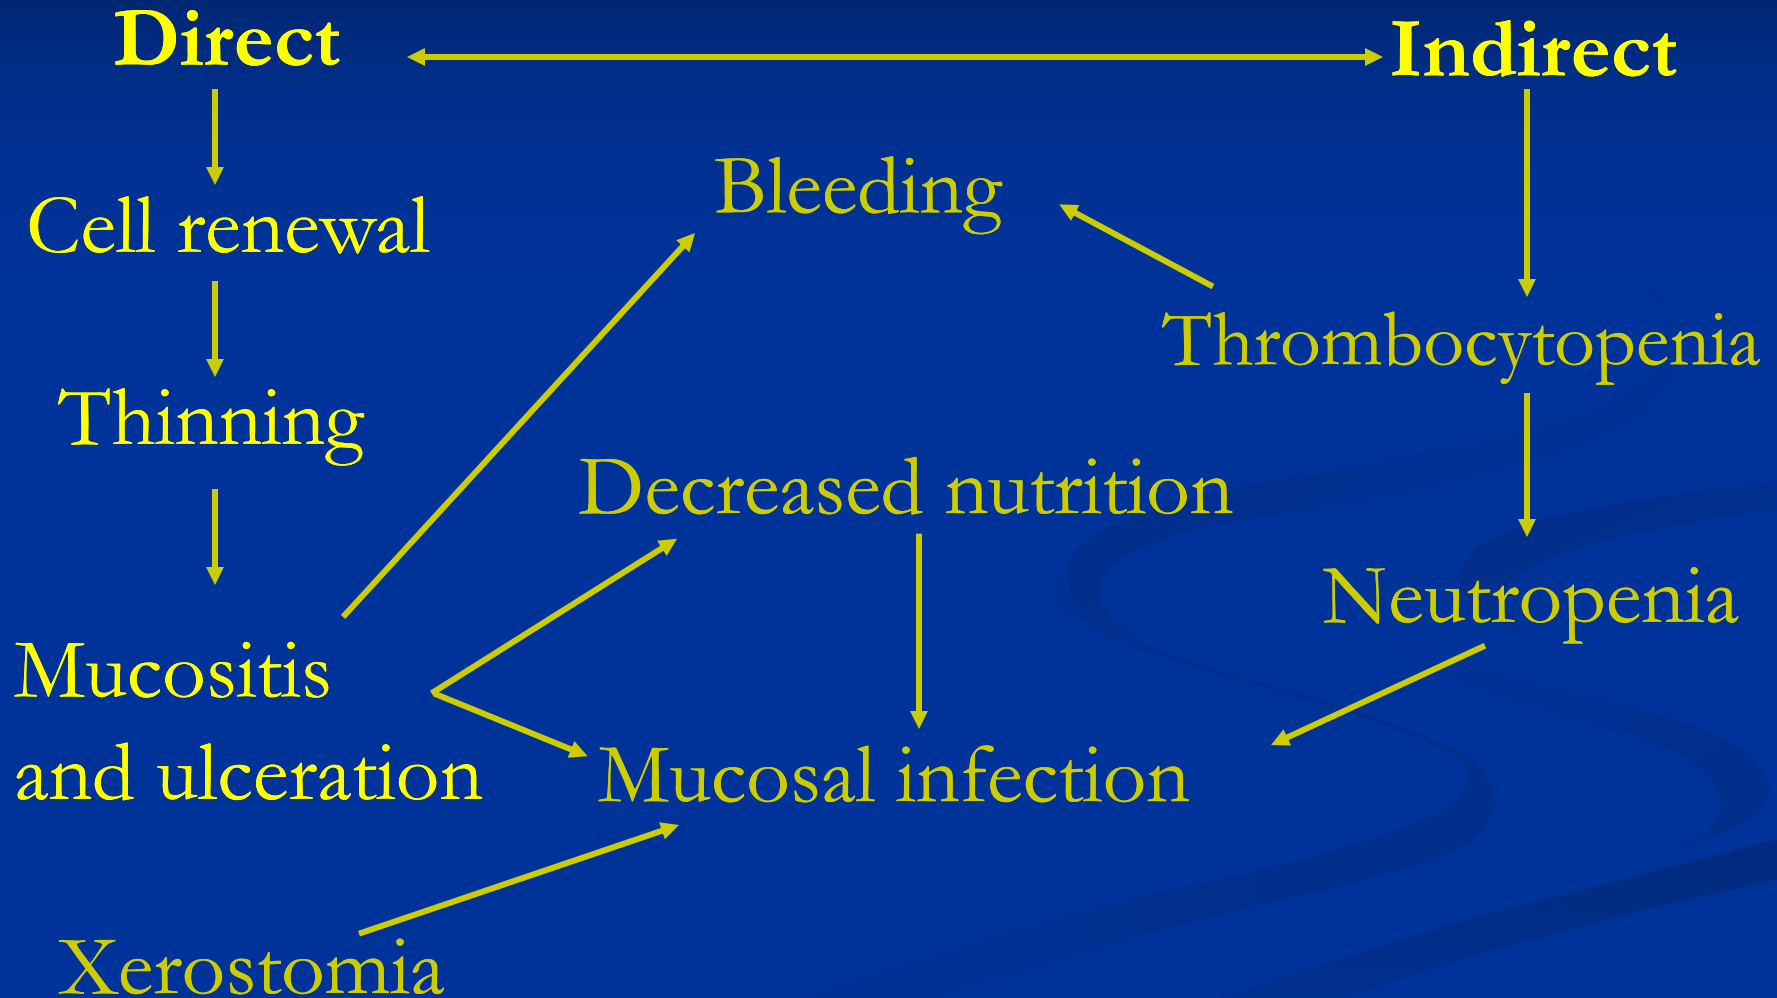 Direct
Indirect
Bleeding
Cell renewal
Thrombocytopenia
Thinning
Decreased nutrition
Neutropenia
Mucositis
and ulceration
Mucosal infection
Xerostomia